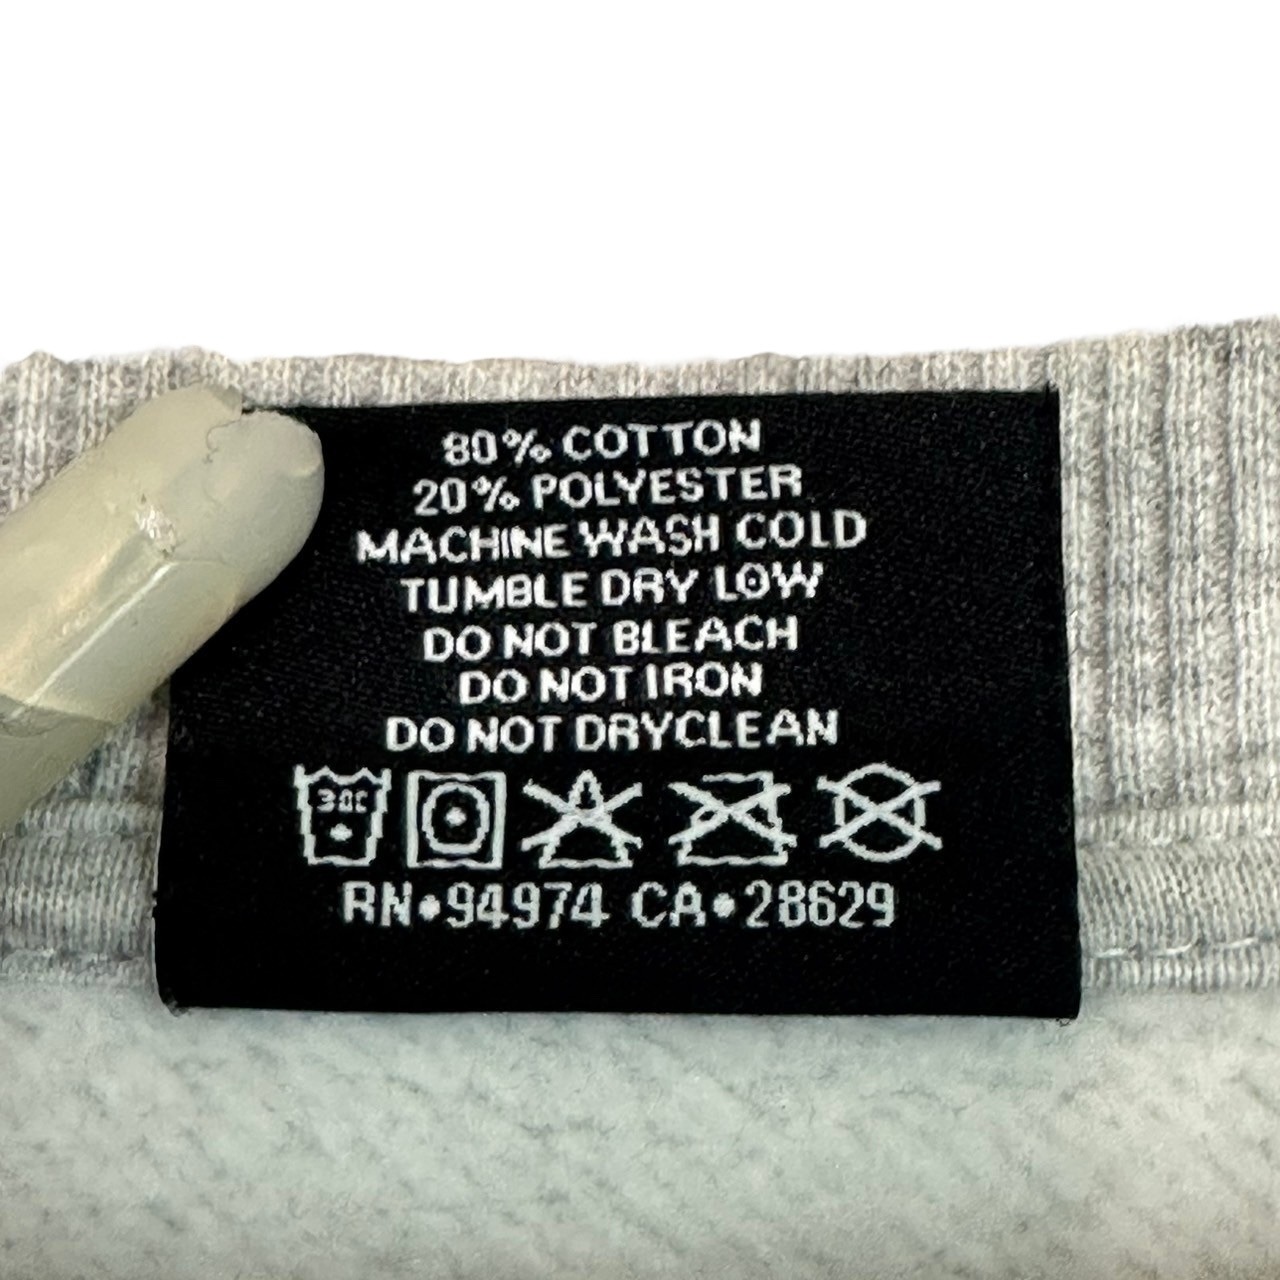 80% COTTON
20% POLYESTER
MACHINE WASH COLD
TUMBLE DRY LOW
DO NOT BLEACH
DO NOT IRON
DO NOT DRYCLEAN
30C
RN•94974 CA•28629